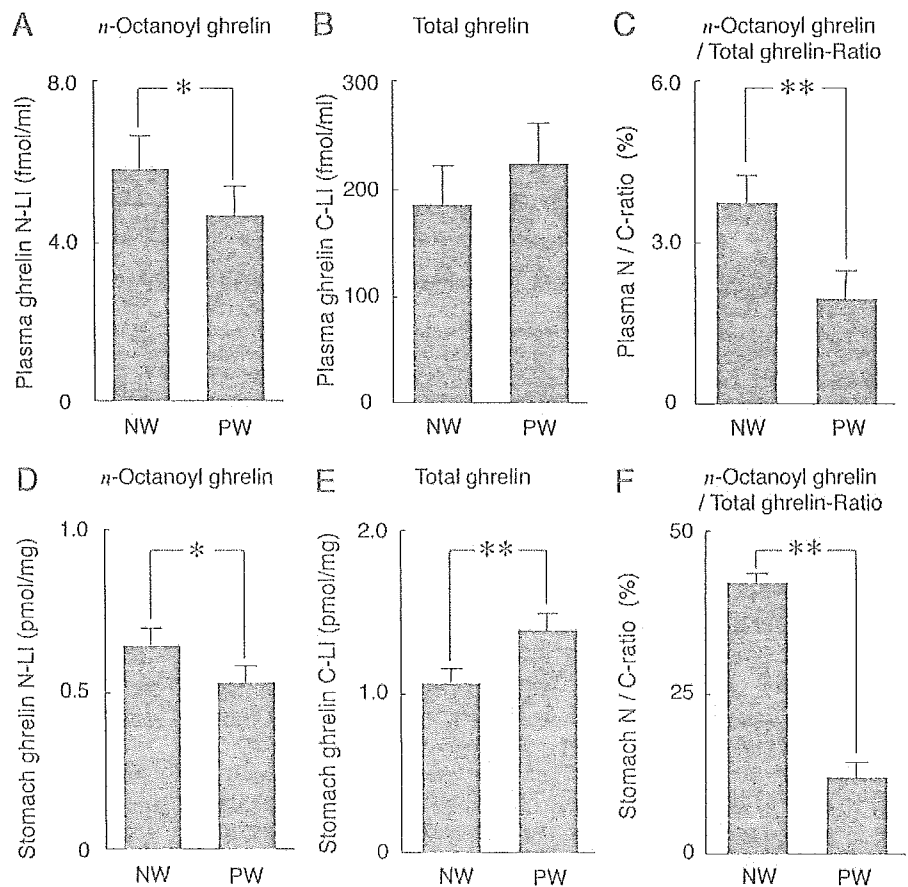 A
n-Octanoyl ghrelin
Plasma ghrelin N-LI (fmol/ml)
8.0
4.0
0
*
NW
PW
B
Total ghrelin
Plasma ghrelin C-LI (fmol/ml)
300
200
100
0
NW
PW
C
n-Octanoyl ghrelin
/ Total ghrelin-Ratio
Plasma N / C-ratio (%)
6.0
3.0
0
**
NW
PW
D
n-Octanoyl ghrelin
Stomach ghrelin N-LI (pmol/mg)
1.0
0.5
0
*
NW
PW
E
Total ghrelin
Stomach ghrelin C-LI (pmol/mg)
2.0
1.0
0
**
NW
PW
F
n-Octanoyl ghrelin
/ Total ghrelin-Ratio
Stomach N / C-ratio (%)
50
25
0
**
NW
PW